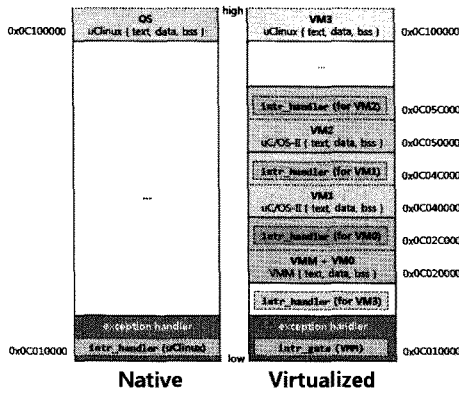 OS
uClinux { text, data, bss }
0x0C100000
...
exception handler
intr_handler (uClinux)
0x0C010000
Native
high
low
VM3
uClinux { text, data, bss }
0x0C100000
...
intr_handler (for VM2)
0x0C05C000
VM2
uC/OS-II { text, data, bss }
0x0C050000
intr_handler (for VM1)
0x0C04C000
VM1
uC/OS-II { text, data, bss }
0x0C040000
intr_handler (for VM0)
0x0C02C000
VMM + VM0
VMM { text, data, bss }
0x0C020000
intr_handler (for VM3)
exception handler
intr_gate (VMM)
0x0C010000
Virtualized